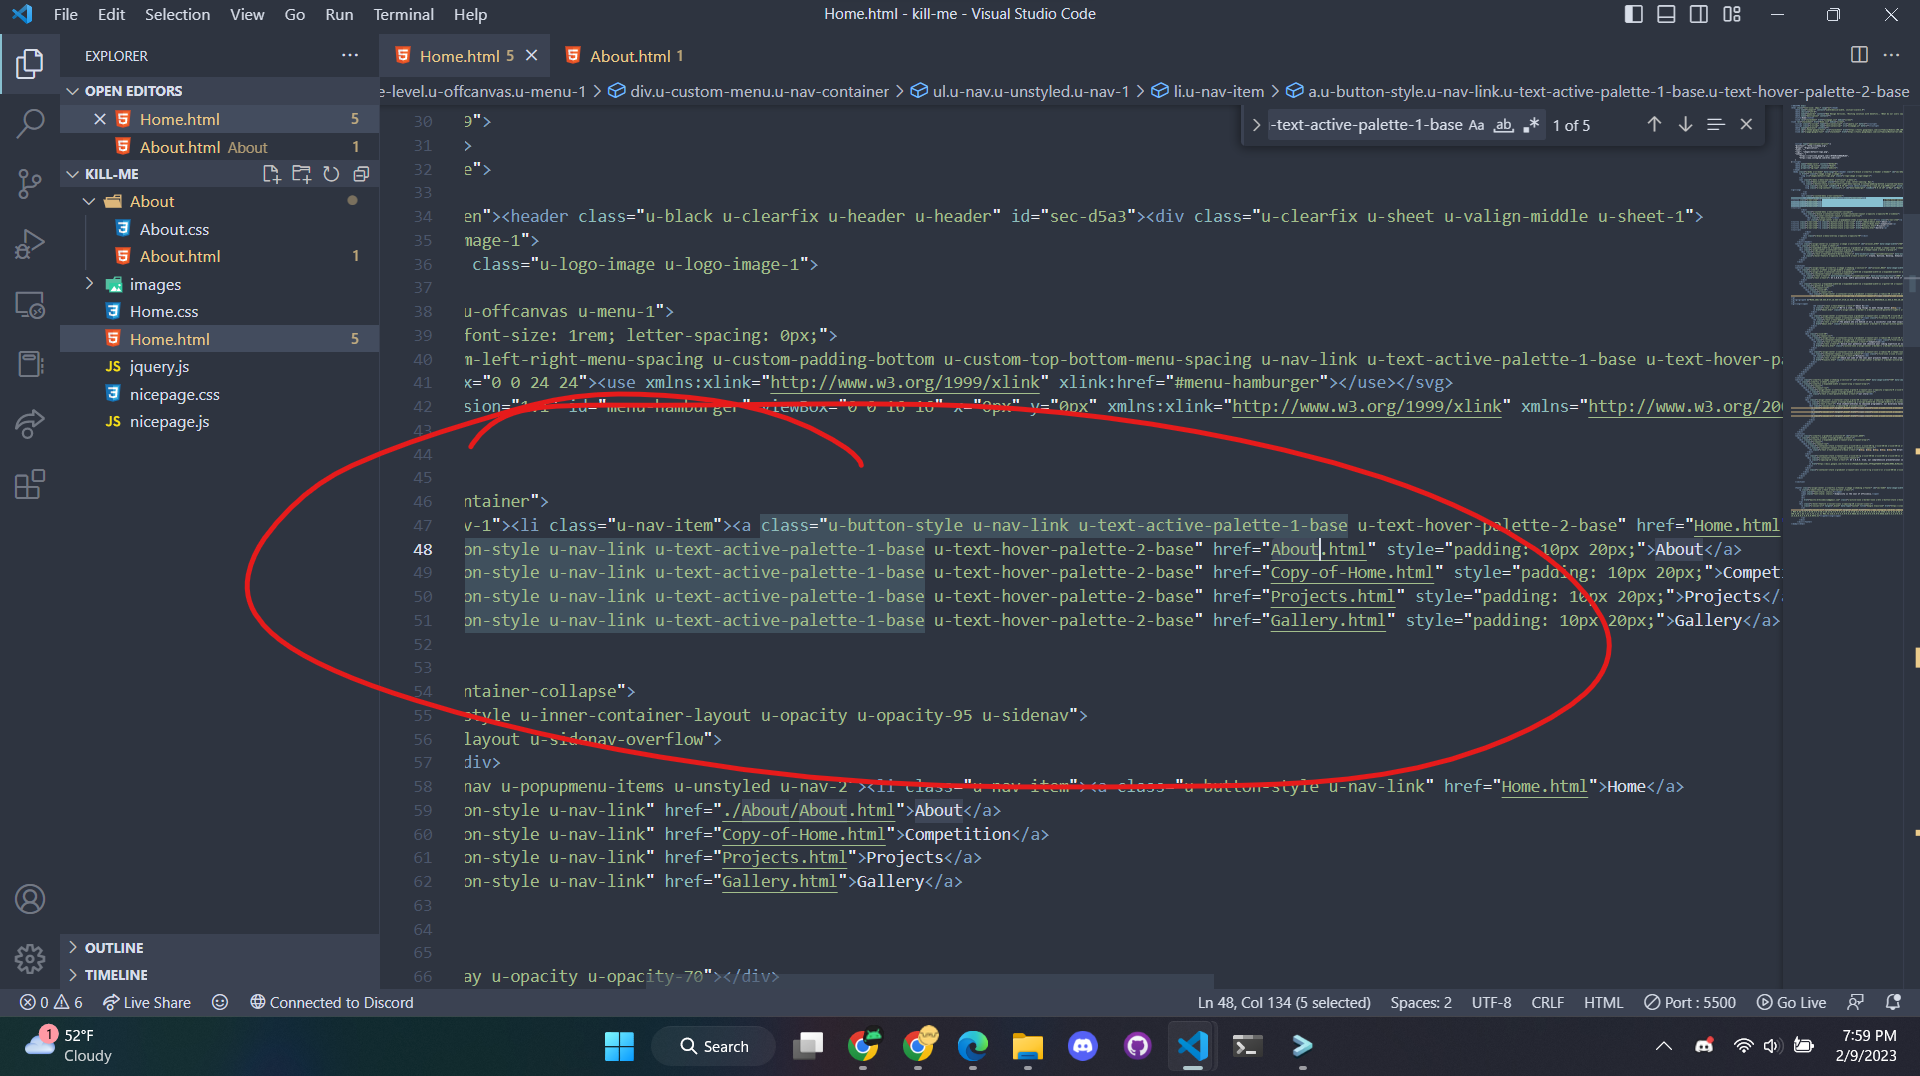 File Edit Selection View Go Run Terminal Help
Home.html - kill-me - Visual Studio Code
EXPLORER
Home.html 5
About.html 1
OPEN EDITORS
e-level.u-offcanvas.u-menu-1 > div.u-custom-menu.u-nav-container > ul.u-nav.u-unstyled.u-nav-1 > li.u-nav-item > a.u-button-style.u-nav-link.u-text-active-palette-1-base.u-text-hover-palette-2-base
-text-active-palette-1-base Aa ab 1 of 5
Home.html 5
About.html About 1
KILL-ME
About
About.css
About.html 1
images
Home.css
Home.html 5
JS jquery.js
nicepage.css
JS nicepage.js
OUTLINE
TIMELINE
30 9">
31 >
32 e">
33
34 en"><header class="u-black u-clearfix u-header u-header" id="sec-d5a3"><div class="u-clearfix u-sheet u-valign-middle u-sheet-1">
35 mage-1">
36 class="u-logo-image u-logo-image-1">
37
38 u-offcanvas u-menu-1">
39 font-size: 1rem; letter-spacing: 0px;">
40 m-left-right-menu-spacing u-custom-padding-bottom u-custom-top-bottom-menu-spacing u-nav-link u-text-active-palette-1-base u-text-hover-pa
41 x="0 0 24 24"><use xmlns:xlink="http://www.w3.org/1999/xlink" xlink:href="#menu-hamburger"></use></svg>
42 sion="1.1" id="menu-hamburger" viewBox="0 0 16 16" x="0px" y="0px" xmlns:xlink="http://www.w3.org/1999/xlink" xmlns="http://www.w3.org/200
43
44
45
46 ntainer">
47 v-1"><li class="u-nav-item"><a class="u-button-style u-nav-link u-text-active-palette-1-base u-text-hover-palette-2-base" href="Home.html
48 on-style u-nav-link u-text-active-palette-1-base u-text-hover-palette-2-base" href="About.html" style="padding: 10px 20px;">About</a>
49 on-style u-nav-link u-text-active-palette-1-base u-text-hover-palette-2-base" href="Copy-of-Home.html" style="padding: 10px 20px;">Competi
50 on-style u-nav-link u-text-active-palette-1-base u-text-hover-palette-2-base" href="Projects.html" style="padding: 10px 20px;">Projects</
51 on-style u-nav-link u-text-active-palette-1-base u-text-hover-palette-2-base" href="Gallery.html" style="padding: 10px 20px;">Gallery</a>
52
53
54 ntainer-collapse">
55 style u-inner-container-layout u-opacity u-opacity-95 u-sidenav">
56 layout u-sidenav-overflow">
57 div>
58 nav u-popupmenu-items u-unstyled u-nav-2"><li class="u-nav-item"><a class="u-button-style u-nav-link" href="Home.html">Home</a>
59 on-style u-nav-link" href="./About/About.html">About</a>
60 on-style u-nav-link" href="Copy-of-Home.html">Competition</a>
61 on-style u-nav-link" href="Projects.html">Projects</a>
62 on-style u-nav-link" href="Gallery.html">Gallery</a>
63
64
65
66 ay u-opacity u-opacity-70"></div>
0 6 Live Share Connected to Discord Ln 48, Col 134 (5 selected) Spaces: 2 UTF-8 CRLF HTML Port : 5500 Go Live
1 52°F
Cloudy
Search
7:59 PM
2/9/2023